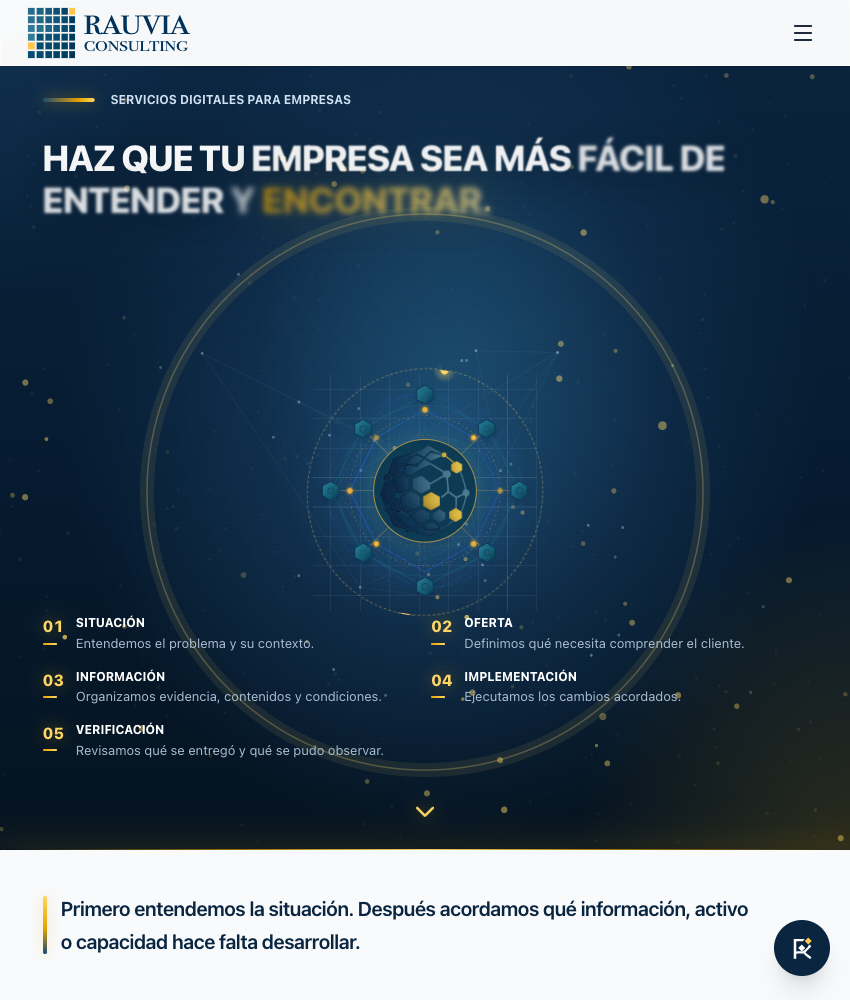 RAUVIA
CONSULTING
SERVICIOS DIGITALES PARA EMPRESAS
HAZ QUE TU EMPRESA SEA MÁS FÁCIL DE
ENTENDER Y ENCONTRAR.
01 SITUACIÓN
Entendemos el problema y su contexto.
02 OFERTA
Definimos qué necesita comprender el cliente.
03 INFORMACIÓN
Organizamos evidencia, contenidos y condiciones.
04 IMPLEMENTACIÓN
Ejecutamos los cambios acordados.
05 VERIFICACIÓN
Revisamos qué se entregó y qué se pudo observar.
Primero entendemos la situación. Después acordamos qué información, activo
o capacidad hace falta desarrollar.